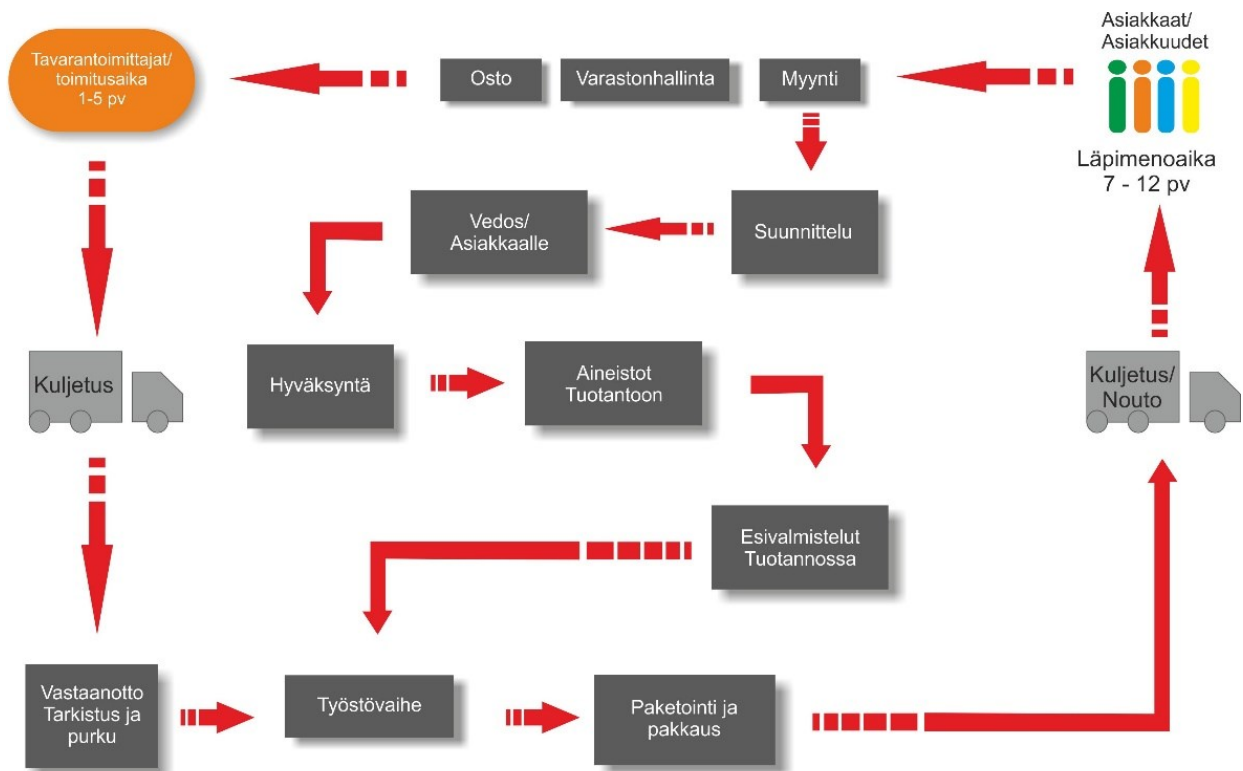 Tavarantoimittajat/
toimitusaika
1-5 pv
Osto
Varastonhallinta
Myynti
Asiakkaat/
Asiakkuudet
Läpimenoaika
7 - 12 pv
Vedos/
Asiakkaalle
Suunnittelu
Kuljetus
Hyväksyntä
Aineistot
Tuotantoon
Kuljetus/
Nouto
Esivalmistelut
Tuotannossa
Vastaanotto
Tarkistus ja
purku
Työstövaihe
Paketointi ja
pakkaus